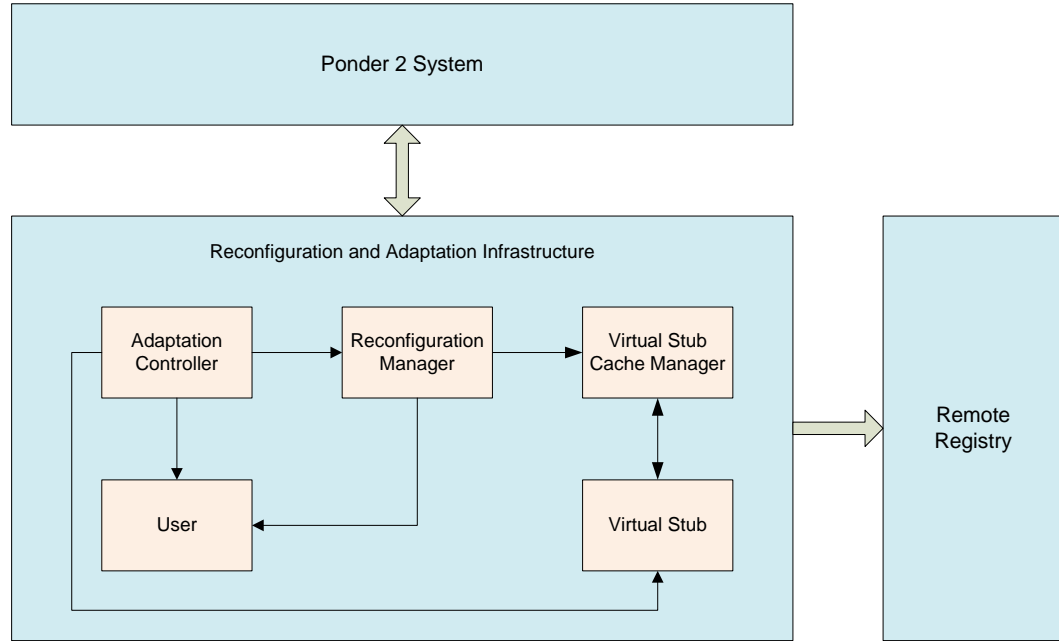 Ponder 2 System
Reconfiguration and Adaptation Infrastructure
Adaptation
Controller
Reconfiguration
Manager
Virtual Stub
Cache Manager
Remote
Registry
User
Virtual Stub